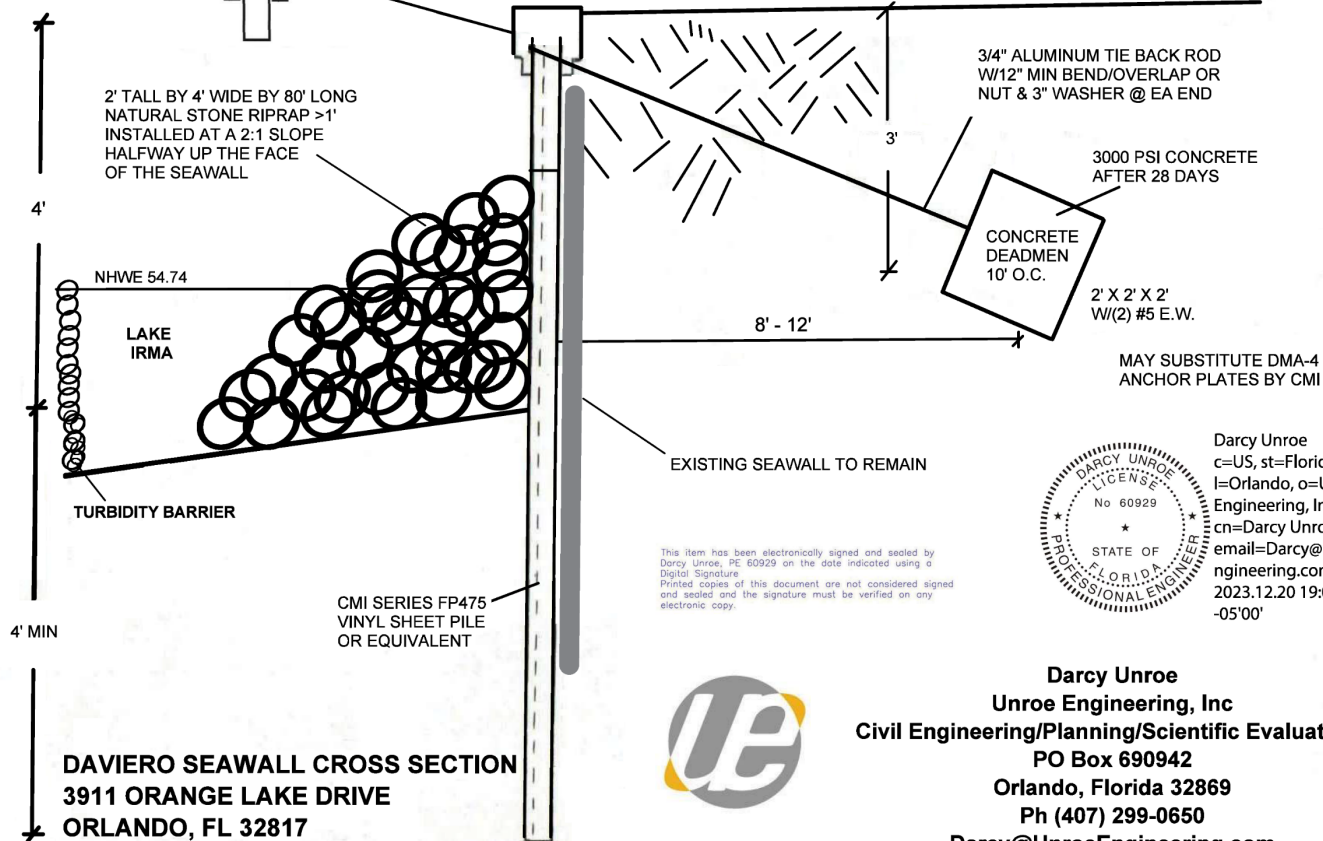 2' TALL BY 4' WIDE BY 80' LONG
NATURAL STONE RIPRAP >1'
INSTALLED AT A 2:1 SLOPE
HALFWAY UP THE FACE
OF THE SEAWALL
4'
NHWE 54.74
LAKE
IRMA
TURBIDITY BARRIER
4' MIN
CMI SERIES FP475
VINYL SHEET PILE
OR EQUIVALENT
3/4" ALUMINUM TIE BACK ROD
W/12" MIN BEND/OVERLAP OR
NUT & 3" WASHER @ EA END
3'
3000 PSI CONCRETE
AFTER 28 DAYS
CONCRETE
DEADMEN
10' O.C.
2' X 2' X 2'
W/(2) #5 E.W.
8' - 12'
MAY SUBSTITUTE DMA-4
ANCHOR PLATES BY CMI
EXISTING SEAWALL TO REMAIN
This item has been electronically signed and sealed by
Darcy Unroe, PE 60929 on the date indicated using a
Digital Signature
Printed copies of this document are not considered signed
and sealed and the signature must be verified on any
electronic copy.
DARCY UNROE
LICENSE
No 60929
STATE OF
FLORIDA
PROFESSIONAL ENGINEER
Darcy Unroe
c=US,
l=Orlando,
Engineering,
cn=Darcy
2023.12.20
-05'00'
ue
DAVIERO SEAWALL CROSS SECTION
3911 ORANGE LAKE DRIVE
ORLANDO, FL 32817
Darcy Unroe
Unroe Engineering, Inc
Civil Engineering/Planning/Scientific
PO Box 690942
Orlando, Florida 32869
Ph (407) 299-0650
Darcy@UnroeEngineering.com